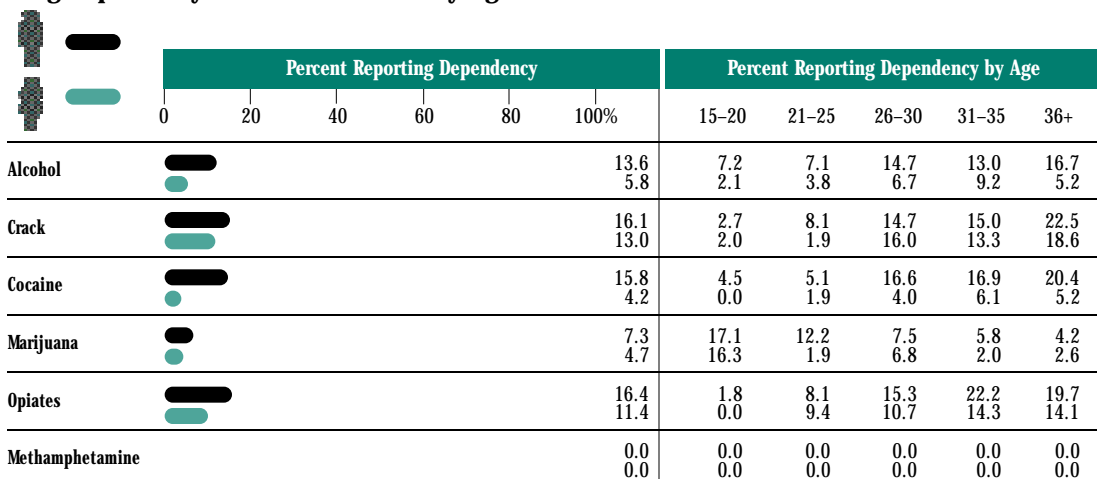 Percent Reporting Dependency Percent Reporting Dependency by Age
0 20 40 60 80 100% 15–20 21–25 26–30 31–35 36+
Alcohol 13.6 7.2 7.1 14.7 13.0 16.7
5.8 2.1 3.8 6.7 9.2 5.2
Crack 16.1 2.7 8.1 14.7 15.0 22.5
13.0 2.0 1.9 16.0 13.3 18.6
Cocaine 15.8 4.5 5.1 16.6 16.9 20.4
4.2 0.0 1.9 4.0 6.1 5.2
Marijuana 7.3 17.1 12.2 7.5 5.8 4.2
4.7 16.3 1.9 6.8 2.0 2.6
Opiates 16.4 1.8 8.1 15.3 22.2 19.7
11.4 0.0 9.4 10.7 14.3 14.1
Methamphetamine 0.0 0.0 0.0 0.0 0.0 0.0
0.0 0.0 0.0 0.0 0.0 0.0